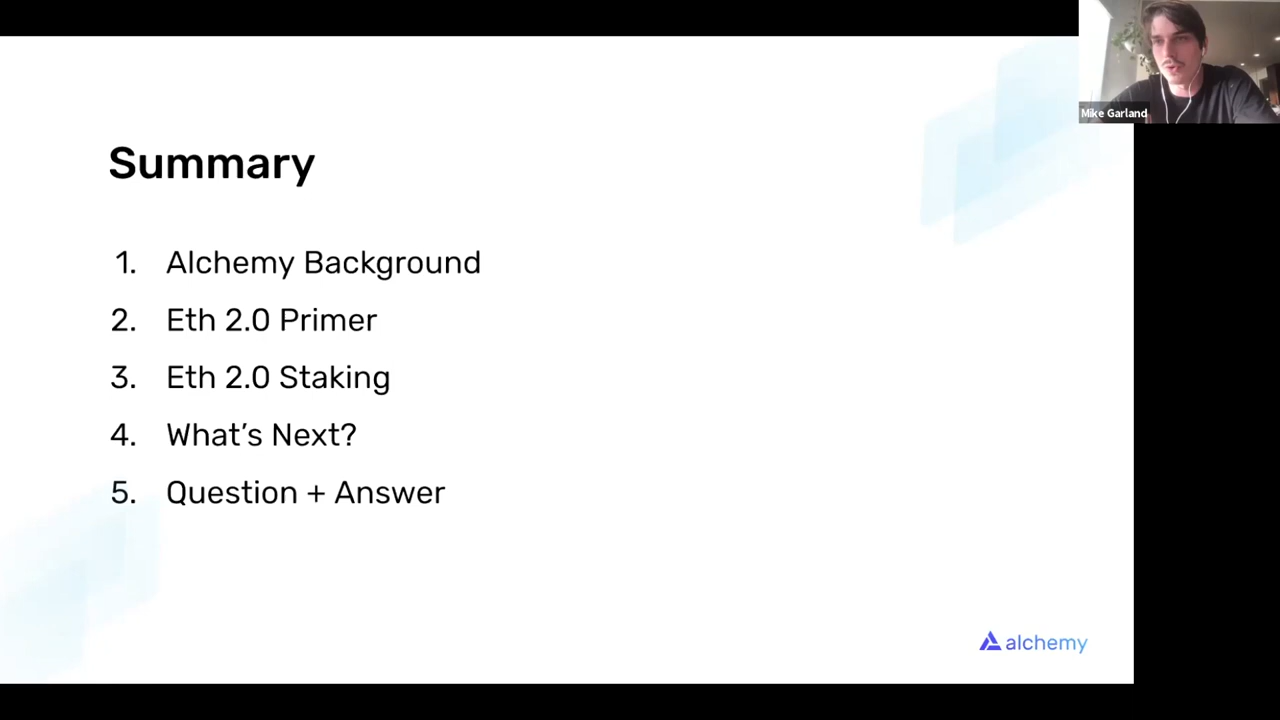 Mike Garland
Summary
1. Alchemy Background
2. Eth 2.0 Primer
3. Eth 2.0 Staking
4. What’s Next?
5. Question + Answer
alchemy